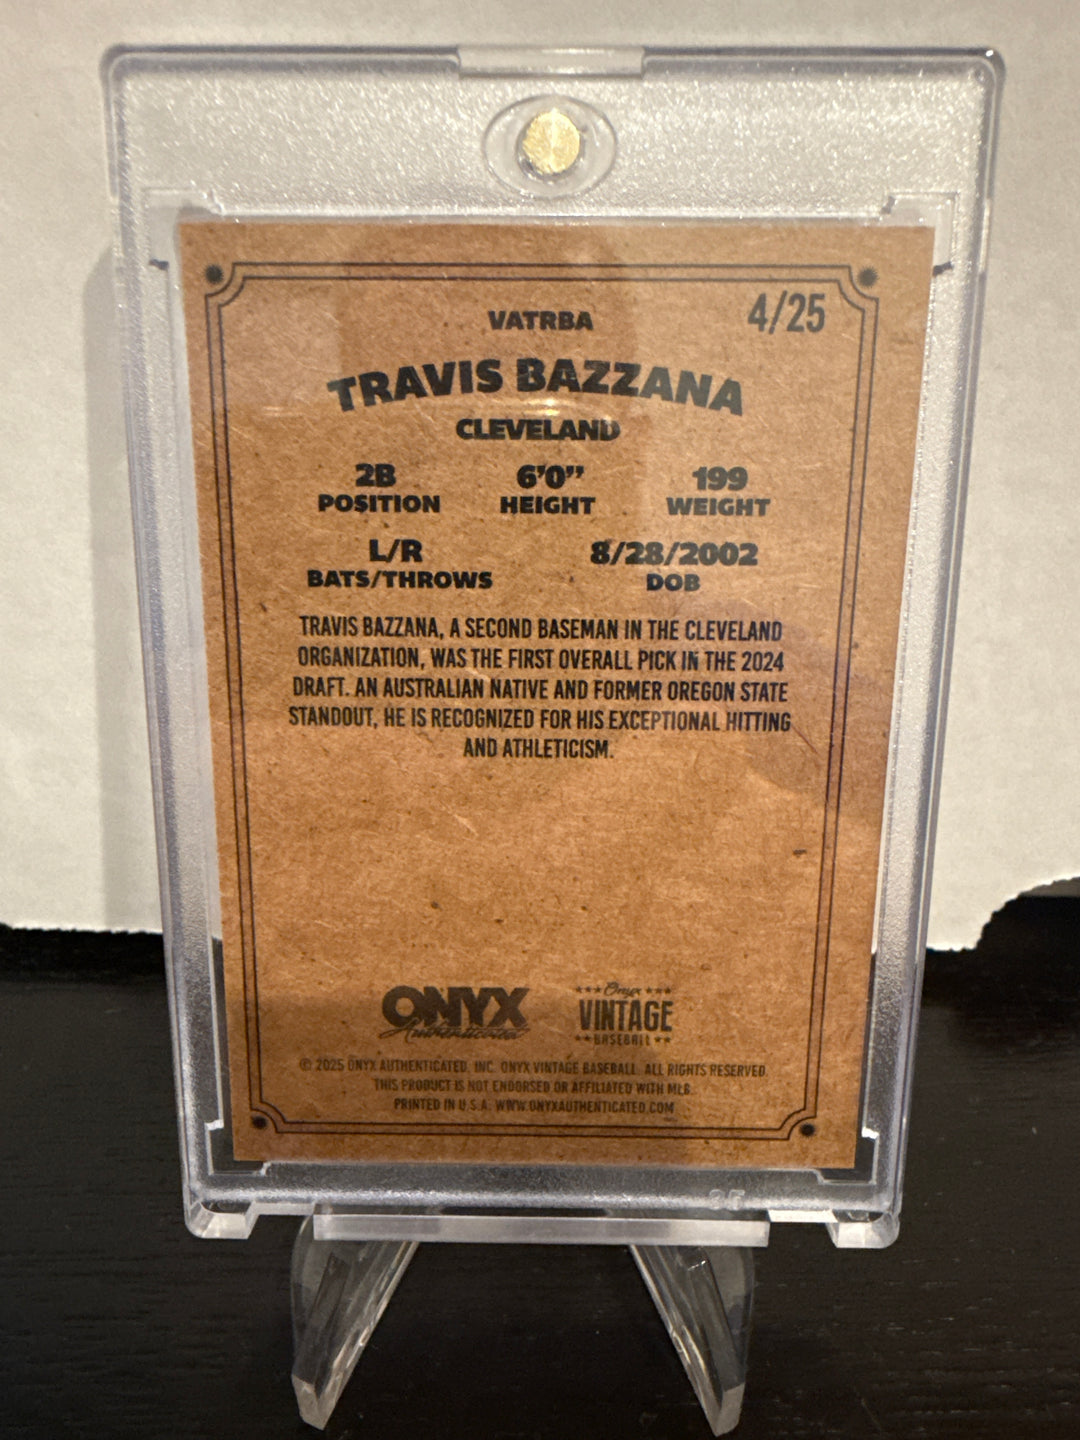 VATRBA
4/25
TRAVIS BAZZANA
CLEVELAND
2B 6'0” 199
POSITION HEIGHT WEIGHT
L/R 8/28/2002
BATS/THROWS DOB
TRAVIS BAZZANA, A SECOND BASEMAN IN THE CLEVELAND
ORGANIZATION, WAS THE FIRST OVERALL PICK IN THE 2024
DRAFT. AN AUSTRALIAN NATIVE AND FORMER OREGON STATE
STANDOUT, HE IS RECOGNIZED FOR HIS EXCEPTIONAL HITTING
AND ATHLETICISM.
ONYX
Authenticated
Onyx
VINTAGE
BASEBALL
© 2025 ONYX AUTHENTICATED, INC. ONYX VINTAGE BASEBALL. ALL RIGHTS RESERVED.
THIS PRODUCT IS NOT ENDORSED OR AFFILIATED WITH MLB.
PRINTED IN U.S.A. WWW.ONYXAUTHENTICATED.COM